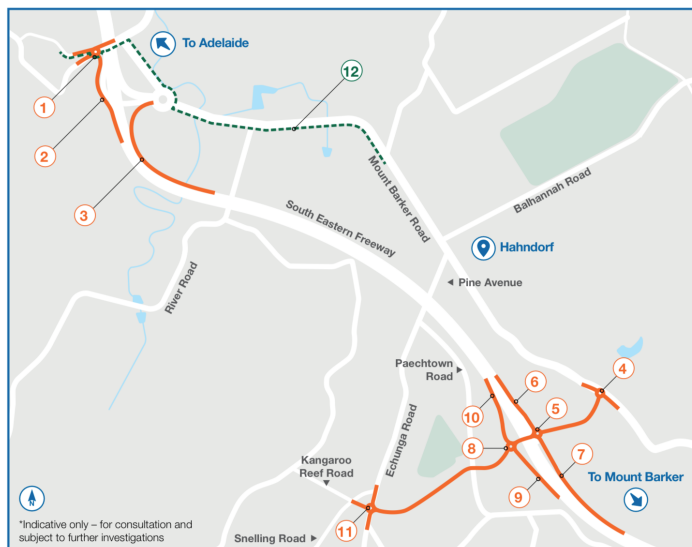 To Adelaide
1
2
3
12
Mount Barker Road
Balhannah Road
South Eastern Freeway
Hahndorf
River Road
Pine Avenue
Paechtown
Road
4
6
5
10
Echunga Road
8
7
Kangaroo
Reef Road
To Mount Barker
9
N
11
*Indicative only – for consultation and
subject to further investigations
Snelling Road